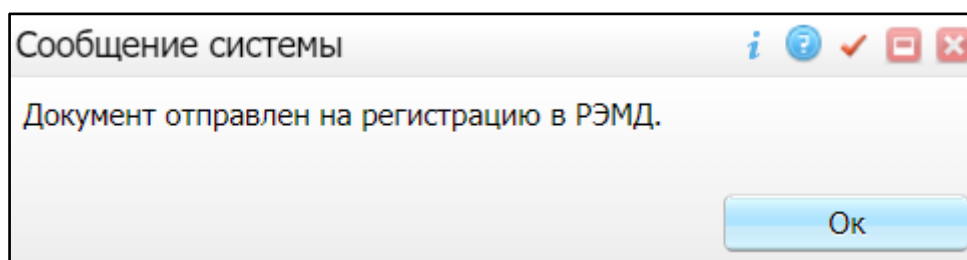 Сообщение системы
Документ отправлен на регистрацию в РЭМД.
Ок